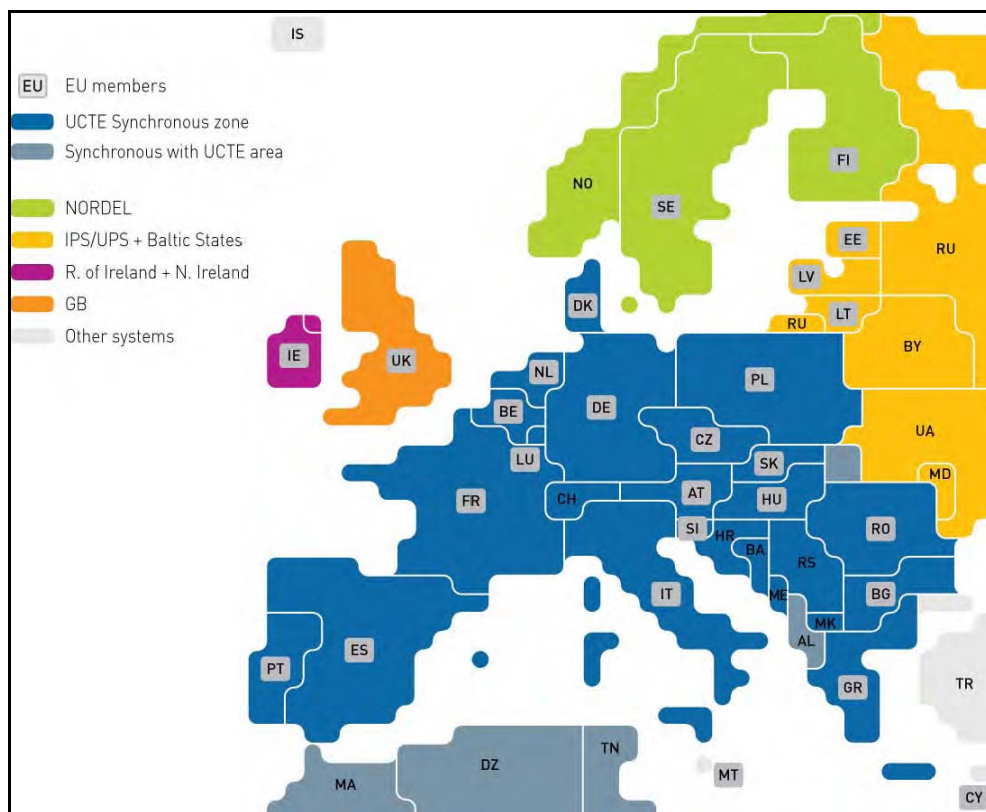 IS
EU EU members
UCTE Synchronous zone
Synchronous with UCTE area
NORDEL
IPS/UPS + Baltic States
R. of Ireland + N. Ireland
GB
Other systems
NO
SE
FI
RU
EE
LV
LT
RU
BY
DK
IE
UK
NL
BE
DE
PL
LU
CZ
UA
SK
MD
FR
CH
AT
HU
SI
HR
BA
RS
RO
ME
IT
BG
MK
AL
PT
ES
GR
TR
MA
DZ
TN
MT
CY